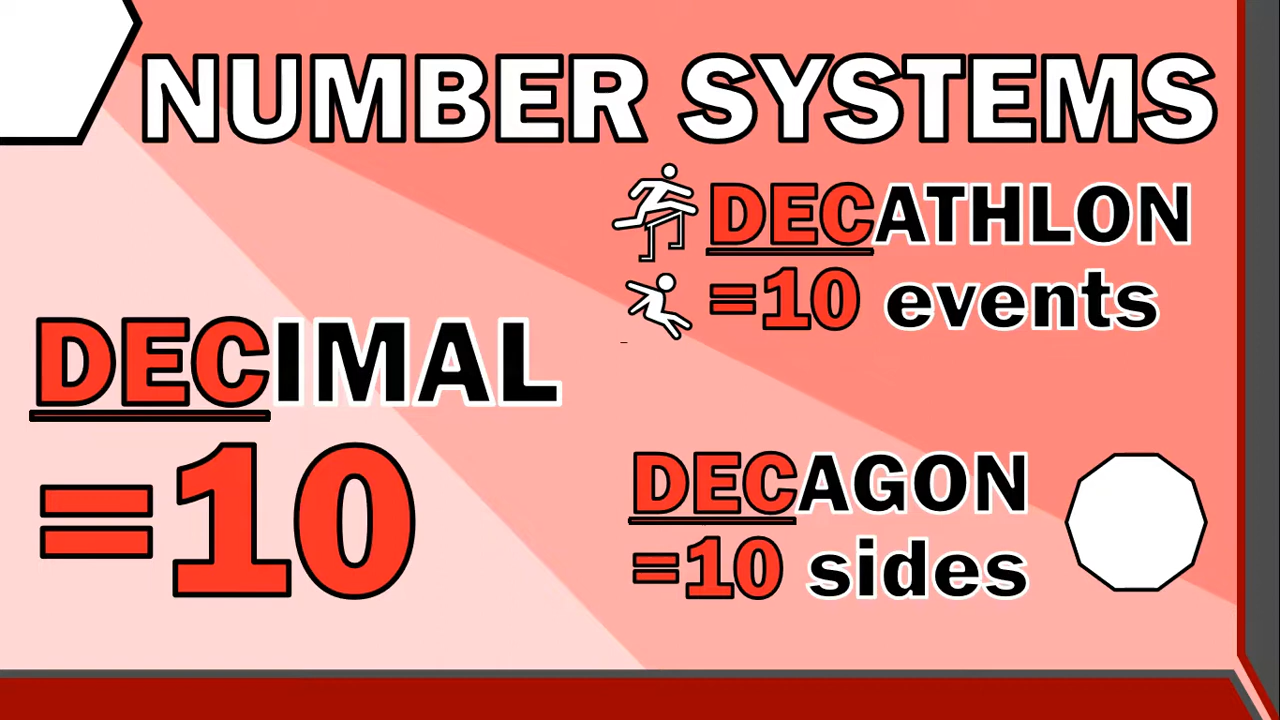 NUMBER SYSTEMS
DECATHLON
=10 events
DECIMAL
=10
DECAGON
=10 sides